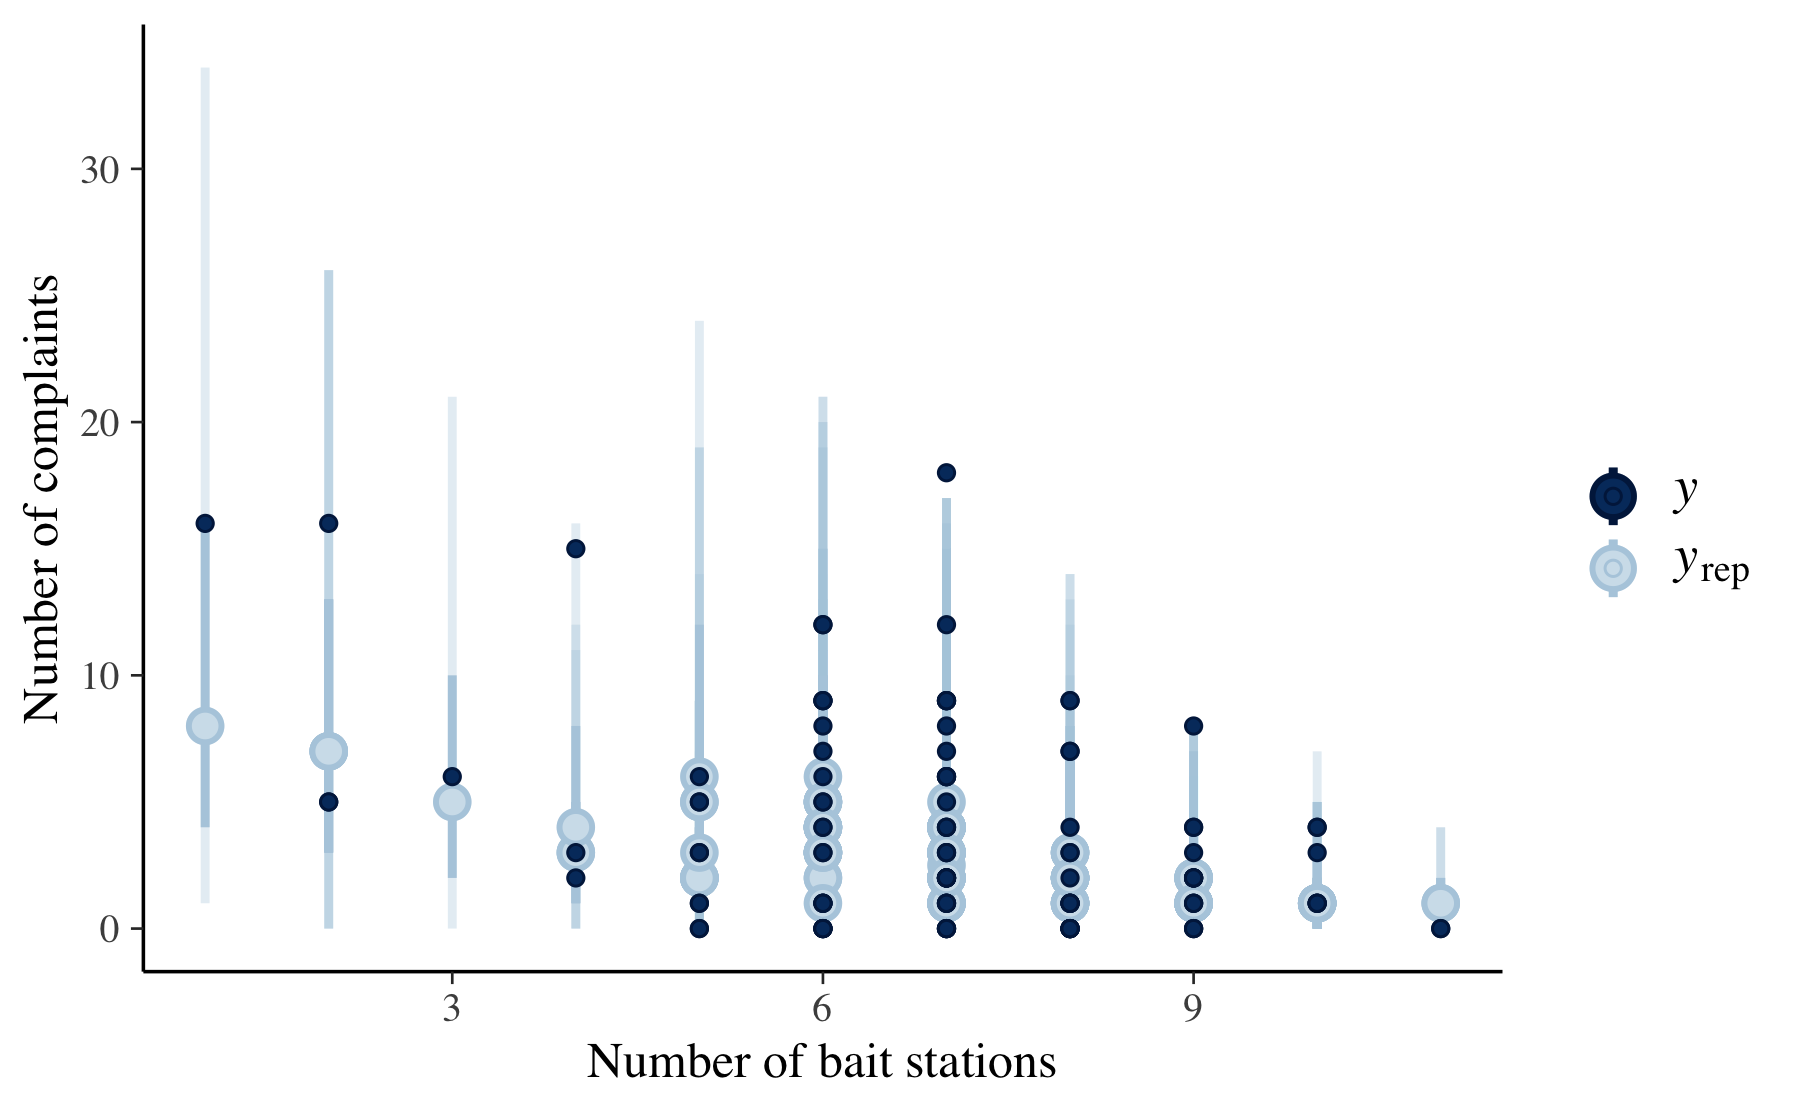 Number of complaints
30
20
10
0
3 6 9
Number of bait stations
y
yrep